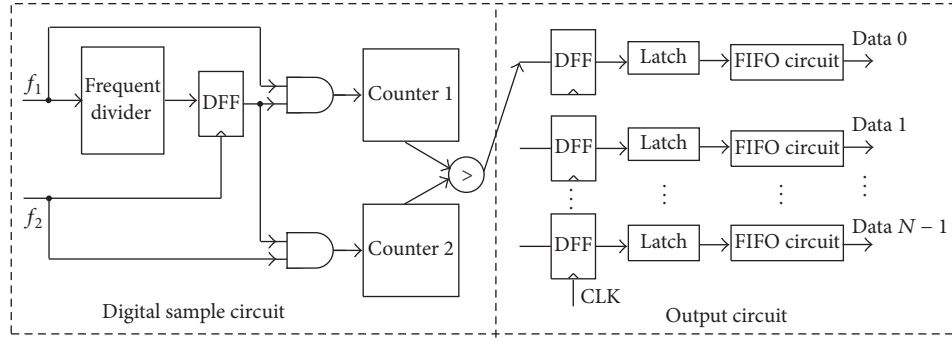 f1
Frequent
divider
DFF
Counter 1
f2
Counter 2
>
Digital sample circuit
DFF
Latch
FIFO circuit
Data 0
DFF
Latch
FIFO circuit
Data 1
DFF
Latch
FIFO circuit
Data N − 1
CLK
Output circuit